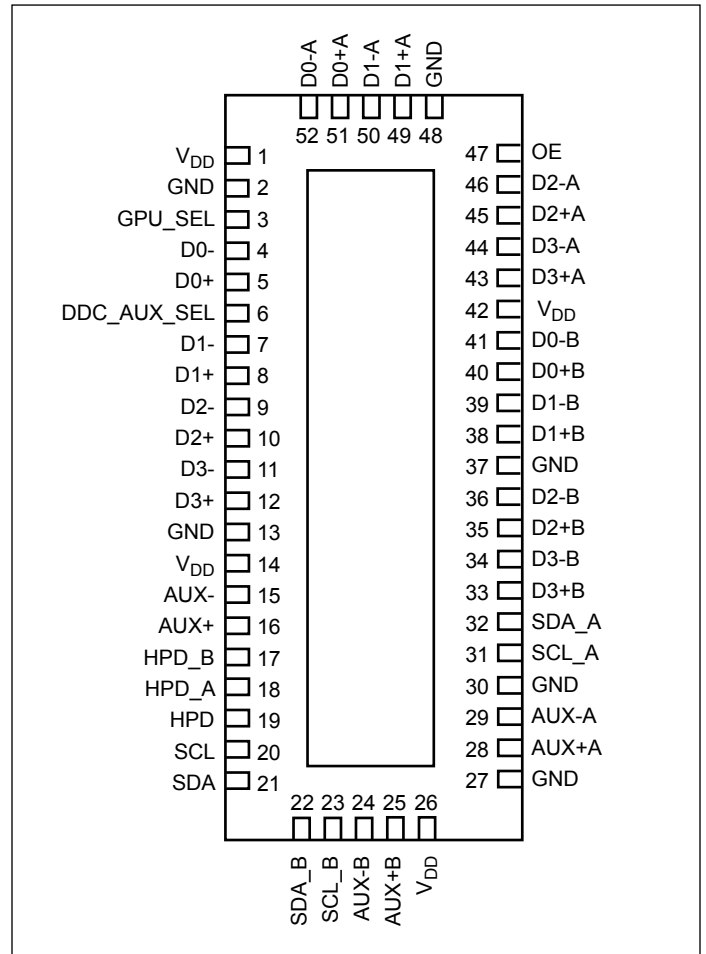 D0-A
D0+A
D1-A
D1+A
GND
52 51 50 49 48
V_DD 1
GND 2
GPU_SEL 3
D0- 4
D0+ 5
DDC_AUX_SEL 6
D1- 7
D1+ 8
D2- 9
D2+ 10
D3- 11
D3+ 12
GND 13
V_DD 14
AUX- 15
AUX+ 16
HPD_B 17
HPD_A 18
HPD 19
SCL 20
SDA 21
47 OE
46 D2-A
45 D2+A
44 D3-A
43 D3+A
42 V_DD
41 D0-B
40 D0+B
39 D1-B
38 D1+B
37 GND
36 D2-B
35 D2+B
34 D3-B
33 D3+B
32 SDA_A
31 SCL_A
30 GND
29 AUX-A
28 AUX+A
27 GND
22 23 24 25 26
SDA_B
SCL_B
AUX-B
AUX+B
V_DD